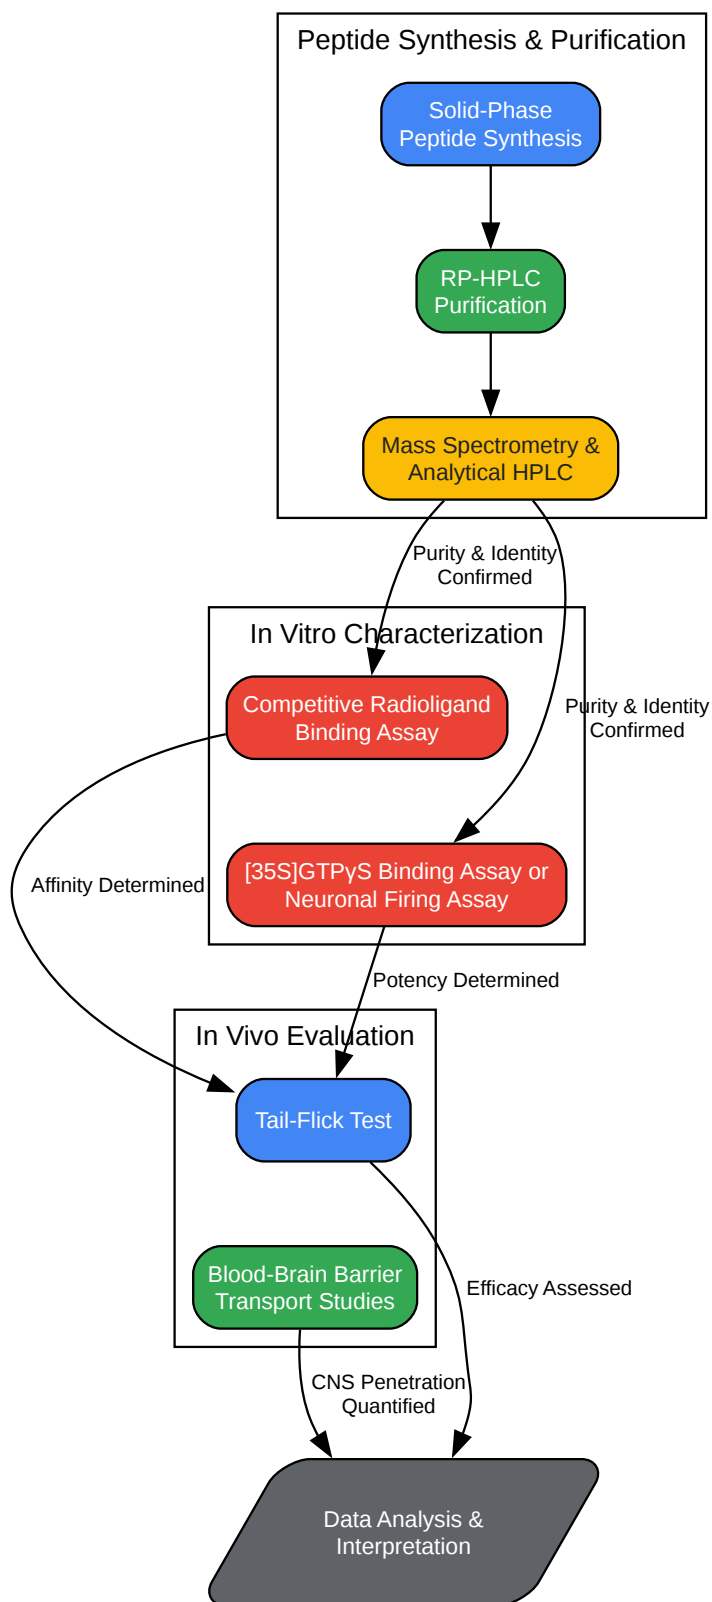 Peptide Synthesis & Purification
Solid-Phase
Peptide Synthesis
RP-HPLC
Purification
Mass Spectrometry &
Analytical HPLC
Purity & Identity
Confirmed
In Vitro Characterization
Competitive Radioligand
Binding Assay
Purity & Identity
Confirmed
[35S]GTPγS Binding Assay or
Neuronal Firing Assay
Affinity Determined
Potency Determined
In Vivo Evaluation
Tail-Flick Test
Blood-Brain Barrier
Transport Studies
Efficacy Assessed
CNS Penetration
Quantified
Data Analysis &
Interpretation